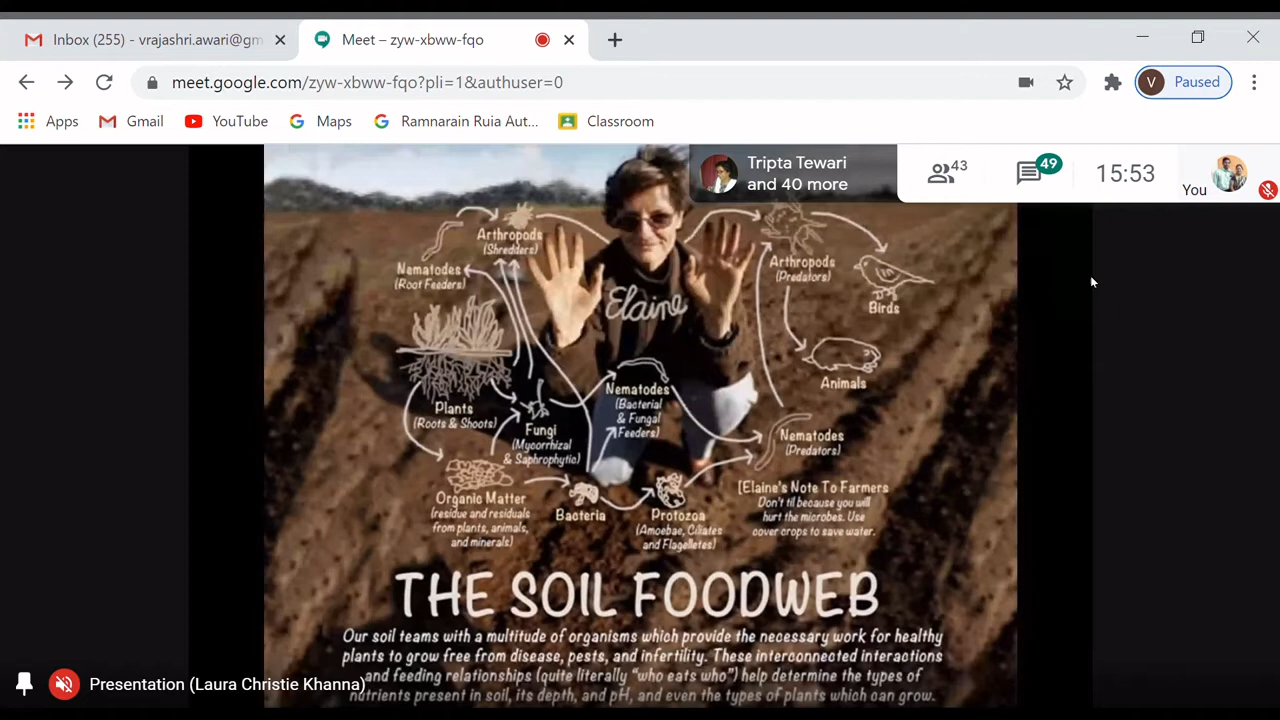 Inbox (255) - vrajashri.awari@gm
Meet – zyw-xbww-fqo
meet.google.com/zyw-xbww-fqo?pli=1&authuser=0
V Paused
Apps Gmail YouTube Maps Ramnarain Ruia Aut... Classroom
Tripta Tewari
and 40 more
43
49
15:53
You
Arthropods
(Shredders)
Nematodes
(Root Feeders)
Elaine
Arthropods
(Predators)
Birds
Animals
Plants
(Roots & Shoots)
Fungi
(Mycorrhizal
& Saphrophytic)
Nematodes
(Bacterial
& Fungal
Feeders)
Nematodes
(Predators)
Organic Matter
(residue and residuals
from plants, animals,
and minerals)
Bacteria
Protozoa
(Amoebae, Ciliates
and Flagelletes)
[Elaine's Note To Farmers
Don't til because you will
hurt the microbes. Use
cover crops to save water.
THE SOIL FOODWEB
Our soil teams with a multitude of organisms which provide the necessary work for healthy
plants to grow free from disease, pests, and infertility. These interconnected interactions
and feeding relationships (quite literally "who eats who") help determine the types of
nutrients present in soil, its depth, and pH, and even the types of plants which can grow.
Presentation (Laura Christie Khanna)